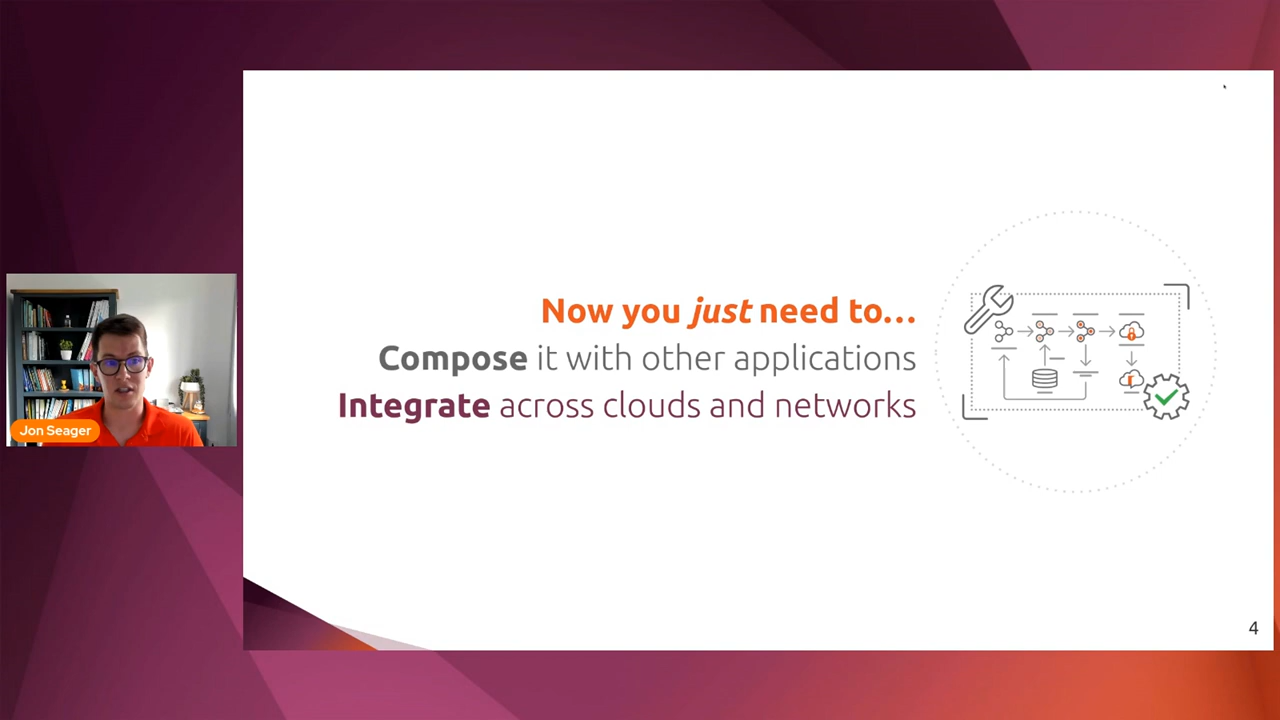 Now you just need to...
Compose it with other applications
Integrate across clouds and networks
Jon Seager
4